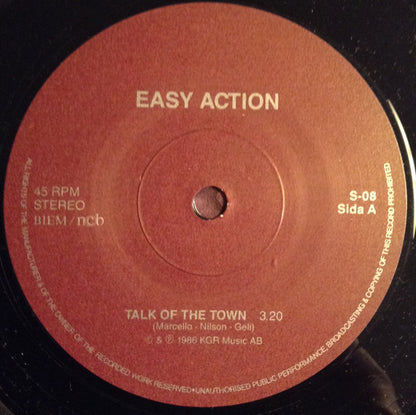 EASY ACTION
45 RPM
STEREO
BIEM/ncb
S-08
Sida A
TALK OF THE TOWN 3.20
(Marcello - Nilson - Geli)
© & ℗ 1986 KGR Music AB
ALL RIGHTS OF THE MANUFACTURER & OF THE OWNER OF THE RECORDED WORK RESERVED•UNAUTHORISED PUBLIC PERFORMANCE, BROADCASTING & COPYING OF THIS RECORD PROHIBITED